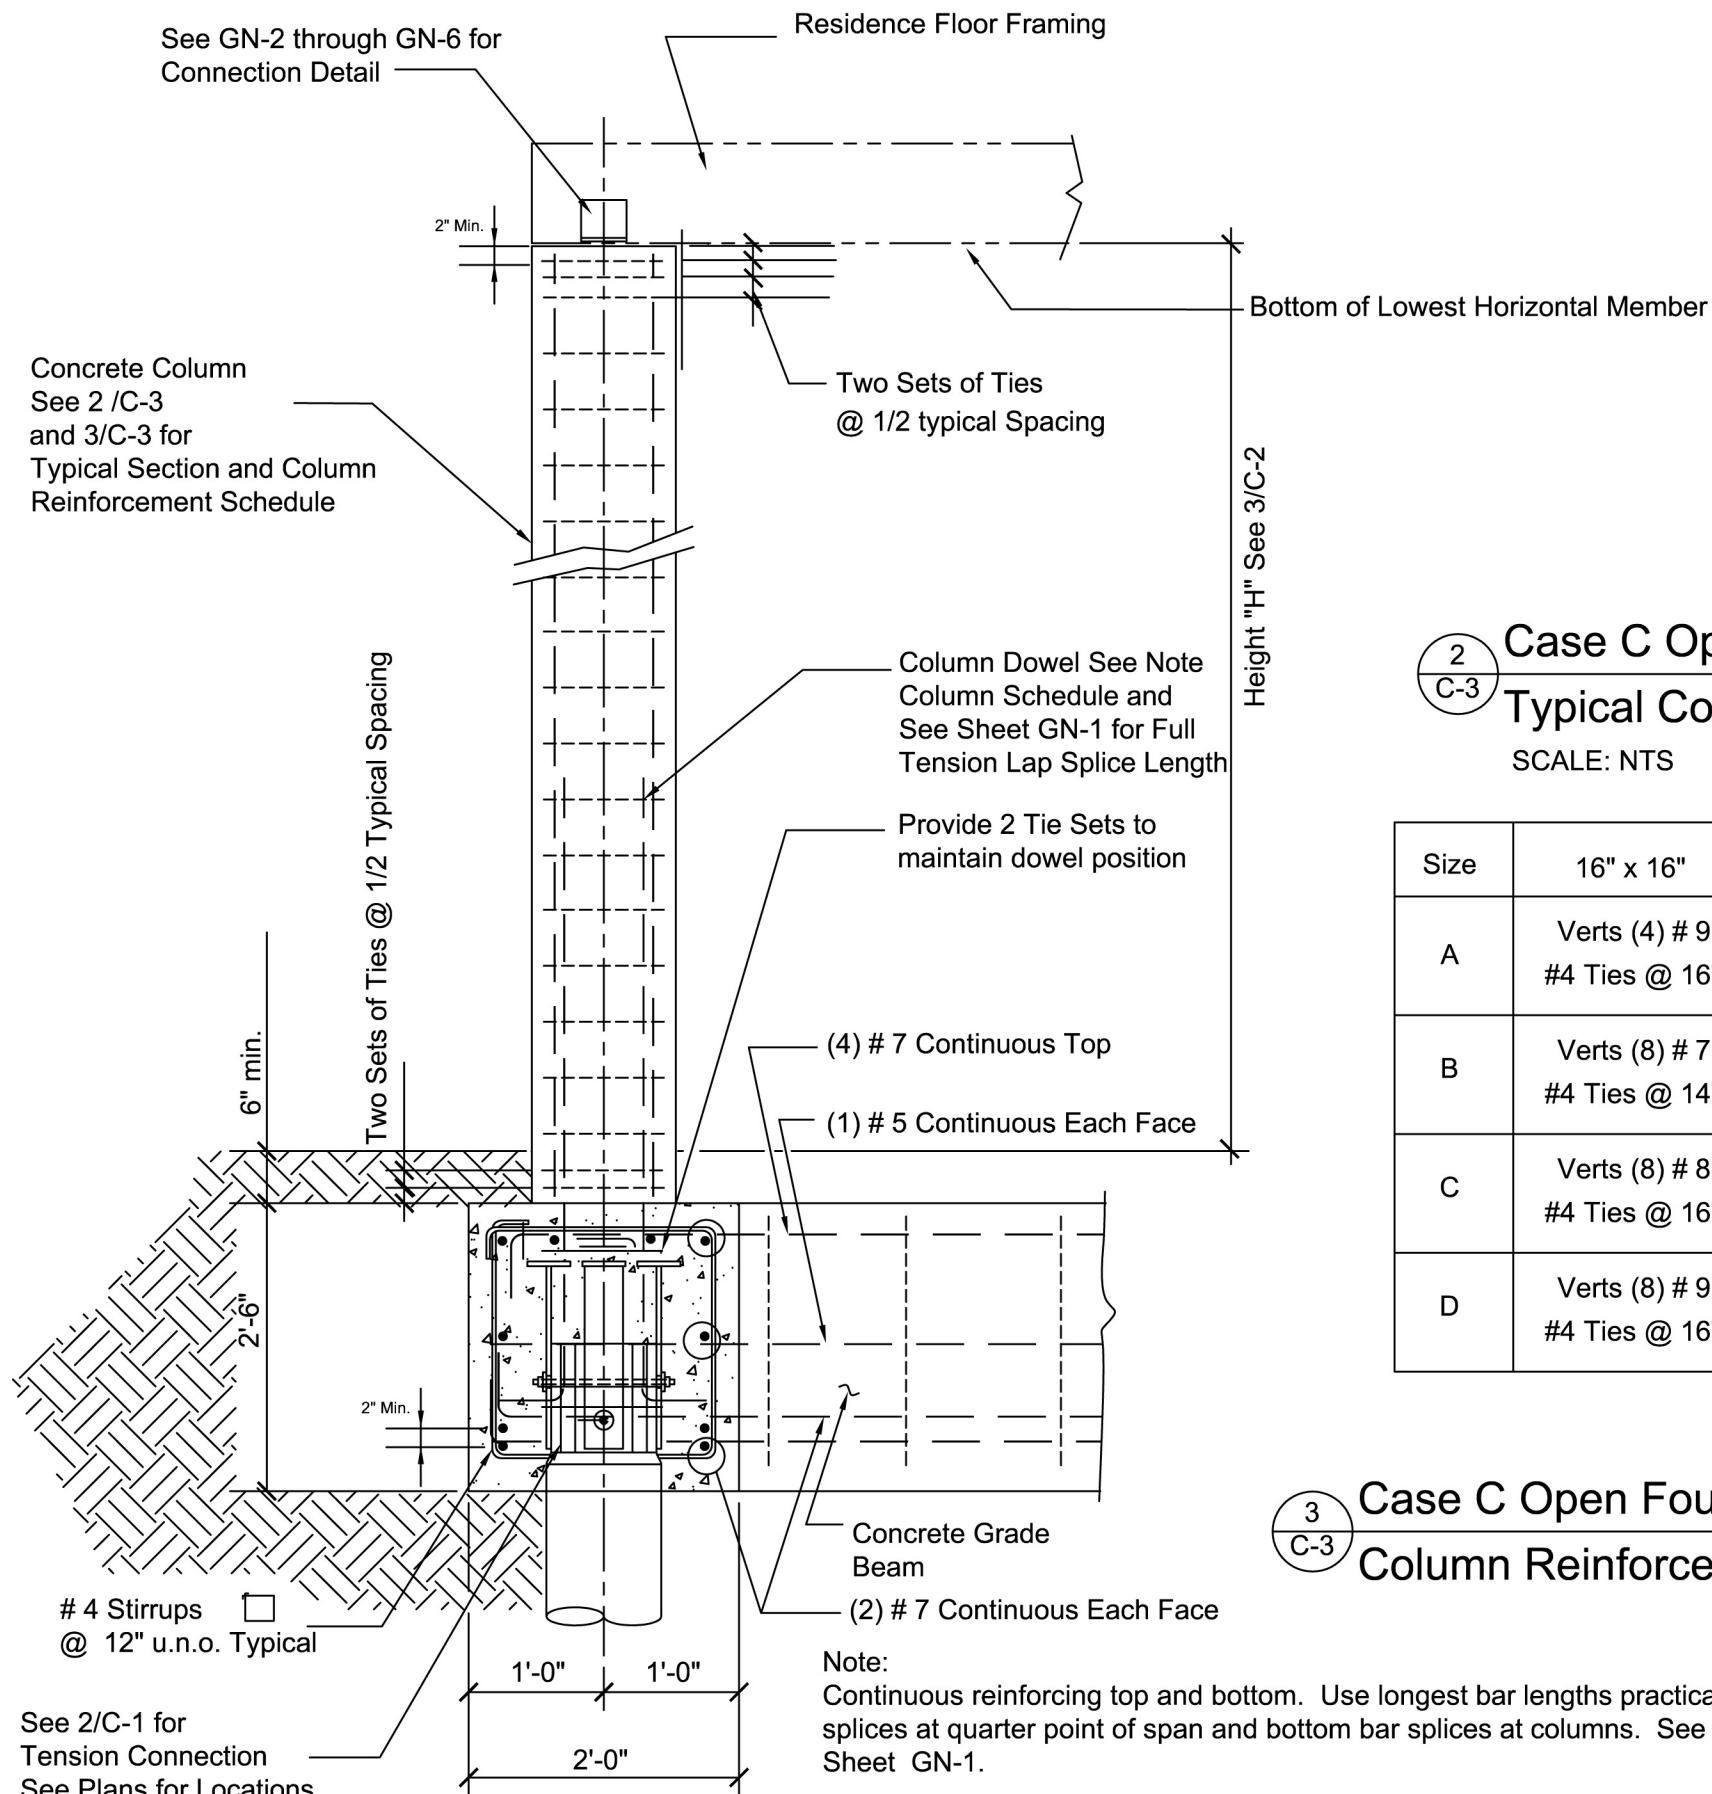 See GN-2 through GN-6 for
Connection Detail
Residence Floor Framing
2" Min.
Bottom of Lowest Horizontal Member
Concrete Column
See 2 /C-3
and 3/C-3 for
Typical Section and Column
Reinforcement Schedule
Two Sets of Ties
@ 1/2 typical Spacing
Height "H" See 3/C-2
2
C-3
Case C Op
Typical Co
SCALE: NTS
Column Dowel See Note
Column Schedule and
See Sheet GN-1 for Full
Tension Lap Splice Length
Two Sets of Ties @ 1/2 Typical Spacing
Provide 2 Tie Sets to
maintain dowel position
Size
16" x 16"
A
Verts (4) # 9
#4 Ties @ 16"
B
Verts (8) # 7
#4 Ties @ 14"
C
Verts (8) # 8
#4 Ties @ 16"
D
Verts (8) # 9
#4 Ties @ 16"
6" min.
(4) # 7 Continuous Top
(1) # 5 Continuous Each Face
2'-6"
2" Min.
3
C-3
Case C Open Fou
Column Reinforce
Concrete Grade
Beam
(2) # 7 Continuous Each Face
# 4 Stirrups
@ 12" u.n.o. Typical
1'-0"
1'-0"
2'-0"
See 2/C-1 for
Tension Connection
See Plans for Locations
Note:
Continuous reinforcing top and bottom. Use longest bar lengths practica
splices at quarter point of span and bottom bar splices at columns. See
Sheet GN-1.